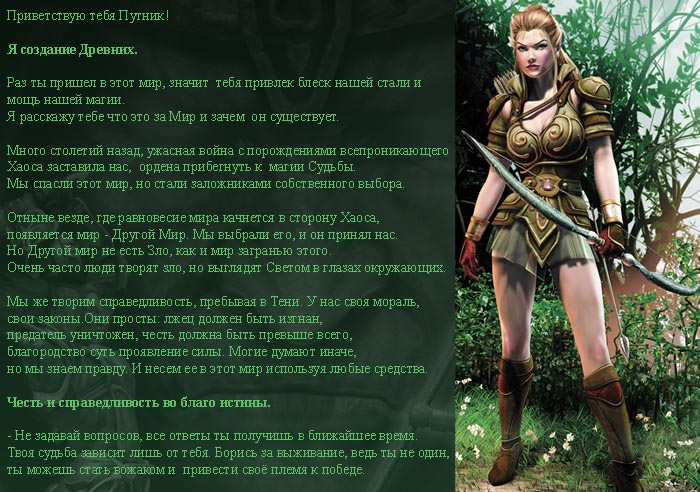 Приветствую тебя Путник!
Я создание Древних.
Раз ты пришел в этот мир, значит тебя привлек блеск нашей стали и
мощь нашей магии.
Я расскажу тебе что это за Мир и зачем он существует.
Много столетий назад, ужасная война с порождениями всепроникающего
Хаоса заставила нас, ордена прибегнуть к магии Судьбы.
Мы спасли этот мир, но стали заложниками собственного выбора.
Отныне везде, где равновесие мира качнется в сторону Хаоса,
появляется мир - Другой Мир. Мы выбрали его, и он принял нас.
Но Другой мир не есть Зло, как и мир загранью этого.
Очень часто люди творят зло, но выглядят Светом в глазах окружающих.
Мы же творим справедливость, пребывая в Тени. У нас своя мораль,
свои законы.Они просты: лжец должен быть изгнан,
предатель уничтожен, честь должна быть превыше всего,
благородство суть проявление силы. Могие думают иначе,
но мы знаем правду. И несем ее в этот мир используя любые средства.
Честь и справедливость во благо истины.
- Не задавай вопросов, все ответы ты получишь в ближайшее время.
Твоя судьба зависит лишь от тебя. Борись за выживание, ведь ты не один,
ты можешь стать вожаком и привести своё племя к победе.